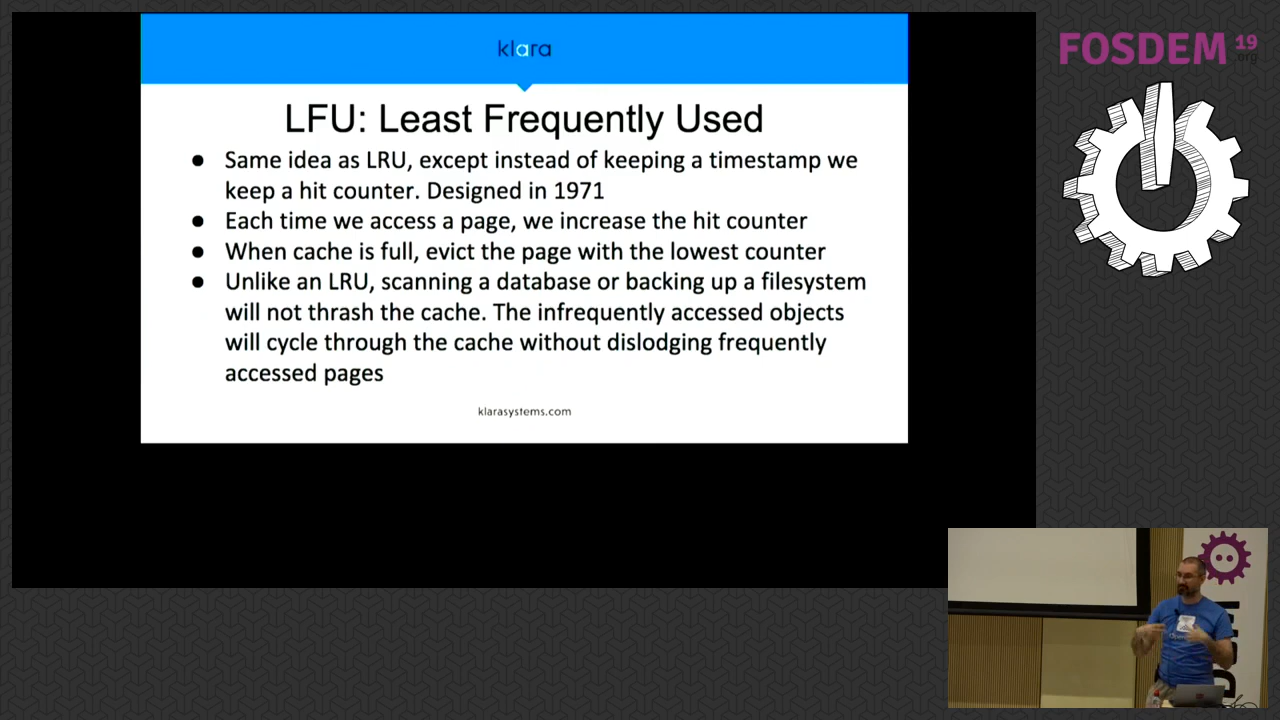 klara
FOSDEM 19
.org
LFU: Least Frequently Used
● Same idea as LRU, except instead of keeping a timestamp we
keep a hit counter. Designed in 1971
● Each time we access a page, we increase the hit counter
● When cache is full, evict the page with the lowest counter
● Unlike an LRU, scanning a database or backing up a filesystem
will not thrash the cache. The infrequently accessed objects
will cycle through the cache without dislodging frequently
accessed pages
klarasystems.com